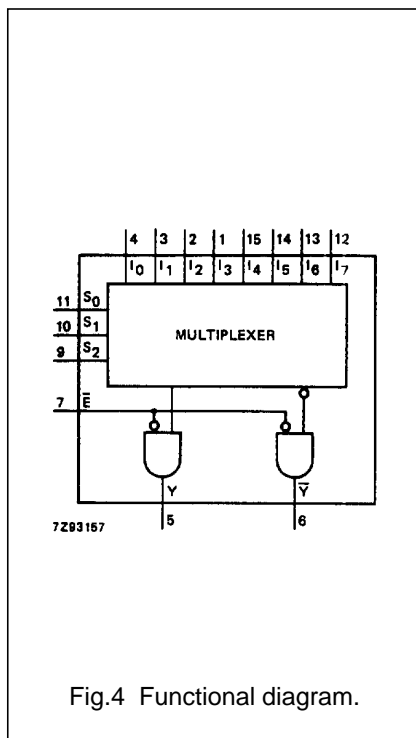 4 3 2 1 15 14 13 12
I0 I1 I2 I3 I4 I5 I6 I7
11 S0
10 S1
9 S2
MULTIPLEXER
7 E̅
Y Y̅
7Z93157 5 6
Fig.4 Functional diagram.